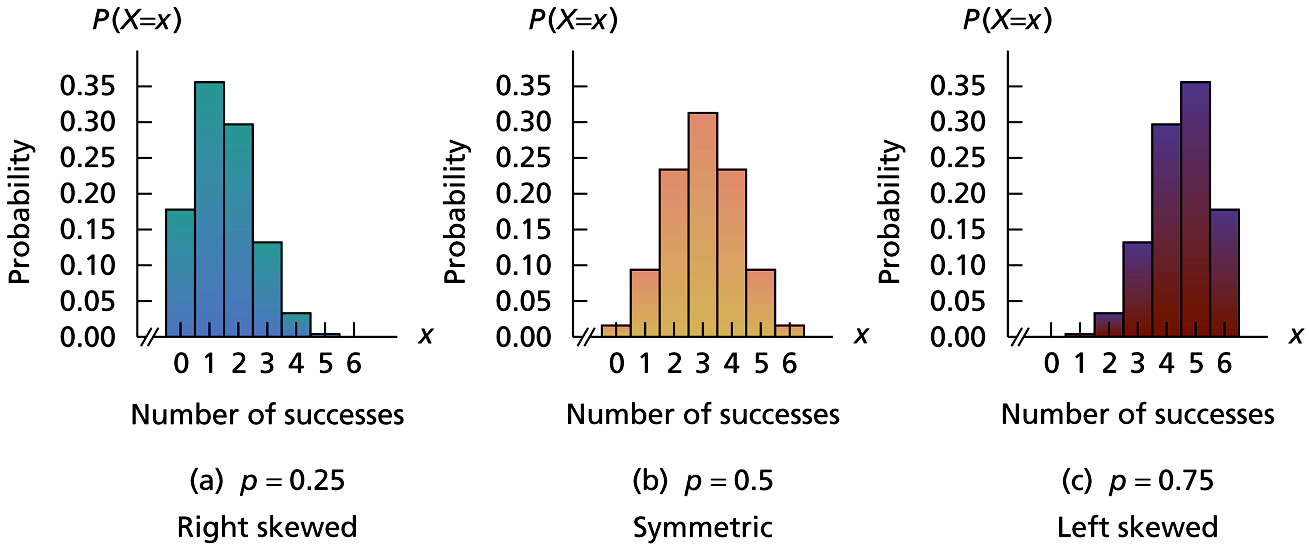 P(X=x)
Probability
0.35
0.30
0.25
0.20
0.15
0.10
0.05
0.00
0 1 2 3 4 5 6
x
Number of successes
(a) p = 0.25
Right skewed
P(X=x)
Probability
0.35
0.30
0.25
0.20
0.15
0.10
0.05
0.00
0 1 2 3 4 5 6
x
Number of successes
(b) p = 0.5
Symmetric
P(X=x)
Probability
0.35
0.30
0.25
0.20
0.15
0.10
0.05
0.00
0 1 2 3 4 5 6
x
Number of successes
(c) p = 0.75
Left skewed